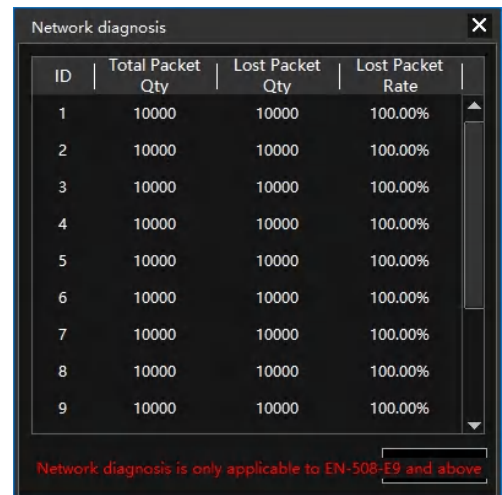 Network diagnosis
ID Total Packet Qty Lost Packet Qty Lost Packet Rate
1 10000 10000 100.00%
2 10000 10000 100.00%
3 10000 10000 100.00%
4 10000 10000 100.00%
5 10000 10000 100.00%
6 10000 10000 100.00%
7 10000 10000 100.00%
8 10000 10000 100.00%
9 10000 10000 100.00%
Network diagnosis is only applicable to EN-508-E9 and above